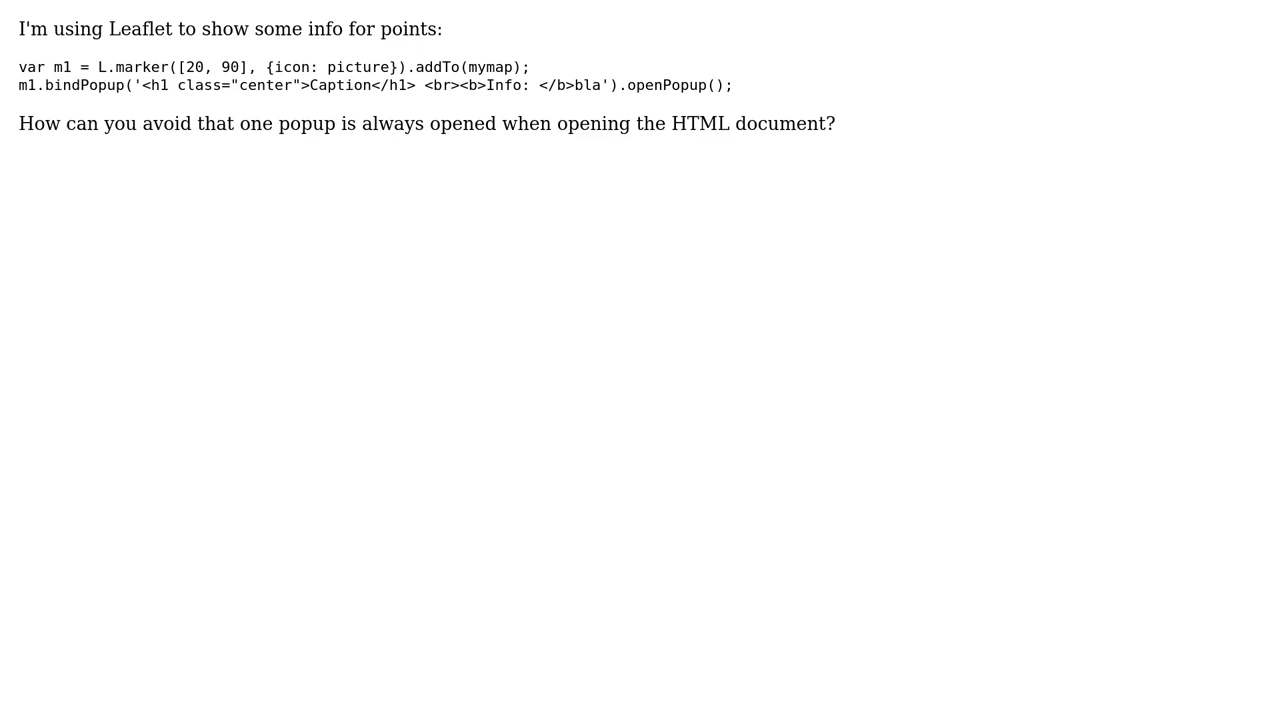 I'm using Leaflet to show some info for points:
var m1 = L.marker([20, 90], {icon: picture}).addTo(mymap);
m1.bindPopup('<h1 class="center">Caption</h1> <br><b>Info: </b>bla').openPopup();
How can you avoid that one popup is always opened when opening the HTML document?